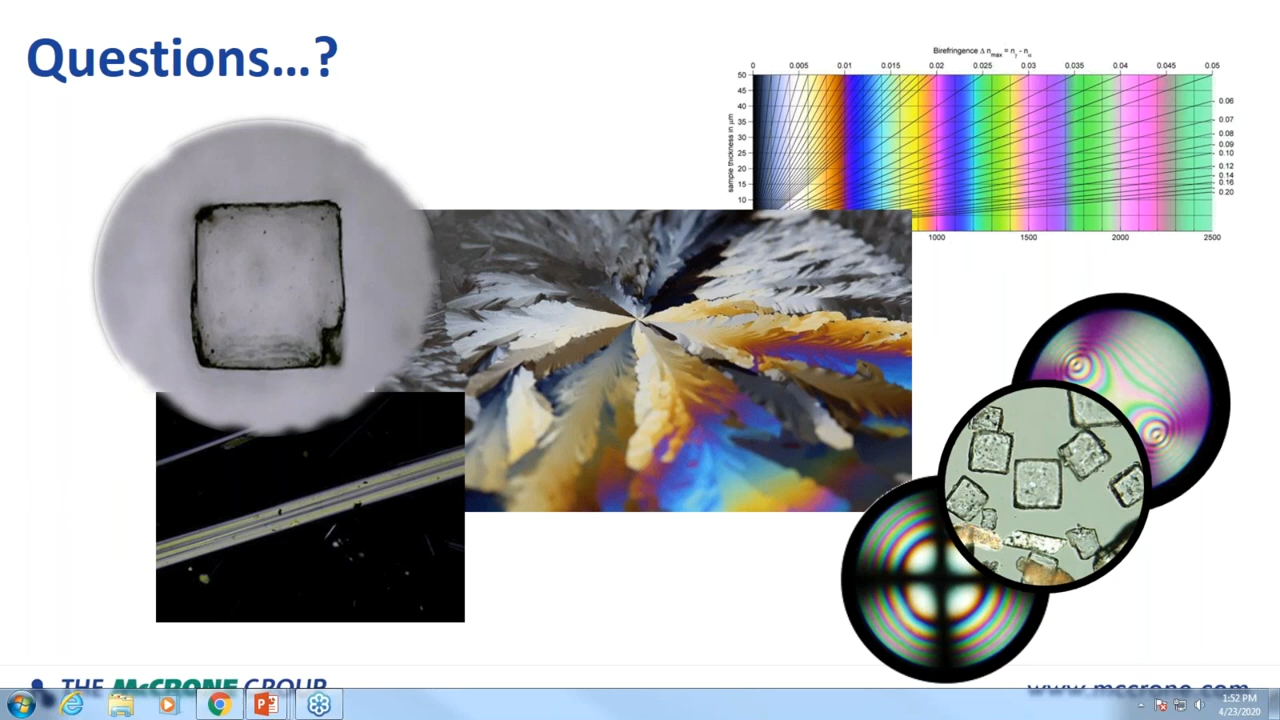 Questions...?
Birefringence Δ nmax = nγ - nα
0 0.005 0.01 0.015 0.02 0.025 0.03 0.035 0.04 0.045 0.05
50
45
40
35
30
25
20
15
10
sample thickness in µm
0.06
0.07
0.08
0.09
0.10
0.12
0.14
0.16
0.20
1000 1500 2000 2500
THE McCRONE GROUP
www.mccrone.com
1:52 PM
4/23/2020